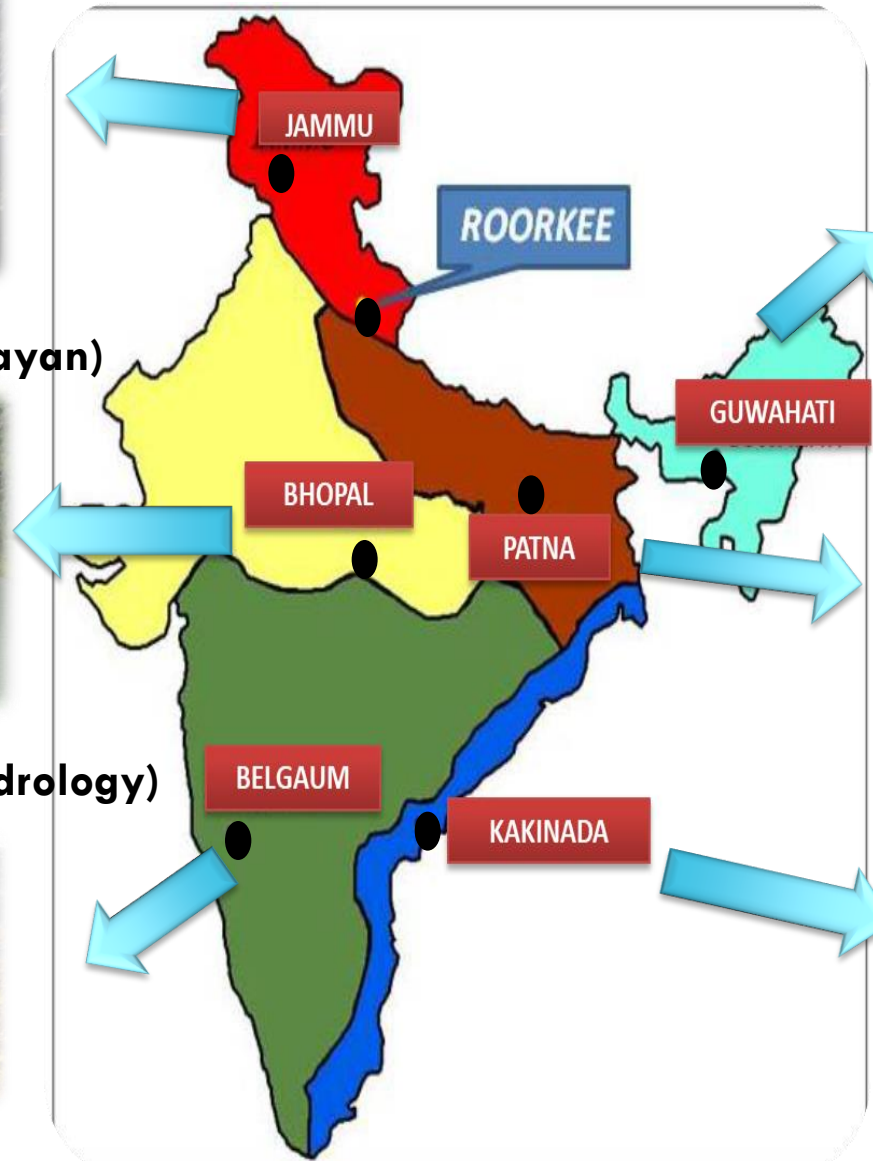 JAMMU
ROORKEE
ayan)
GUWAHATI
BHOPAL
PATNA
drology)
BELGAUM
KAKINADA